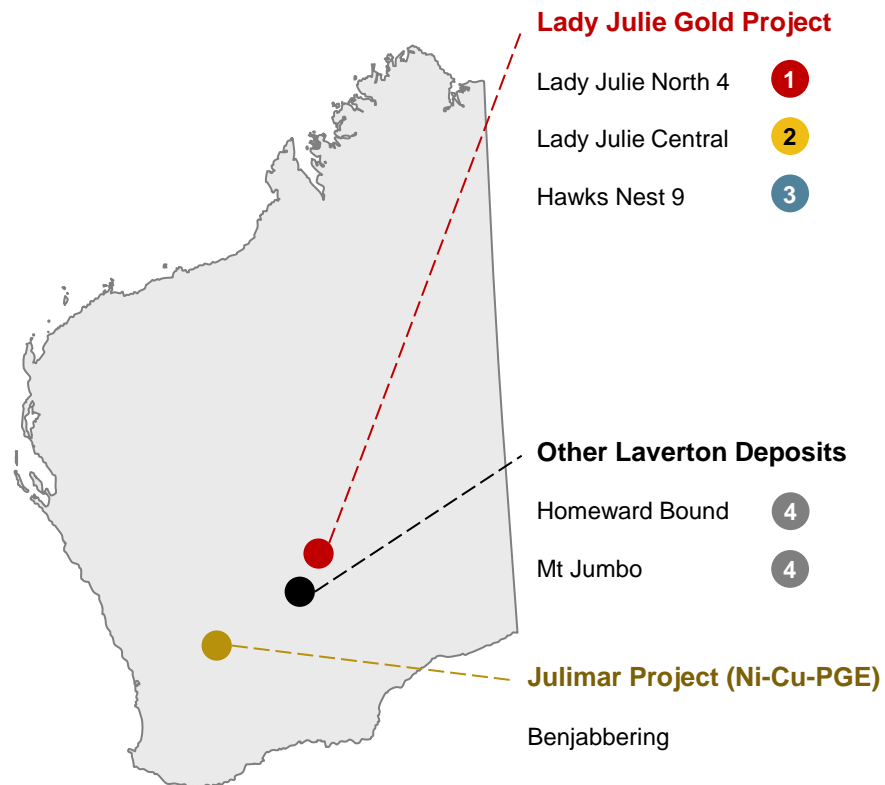 Lady Julie Gold Project
Lady Julie North 4 1
Lady Julie Central 2
Hawks Nest 9 3
Other Laverton Deposits
Homeward Bound 4
Mt Jumbo 4
Julimar Project (Ni-Cu-PGE)
Benjabbering